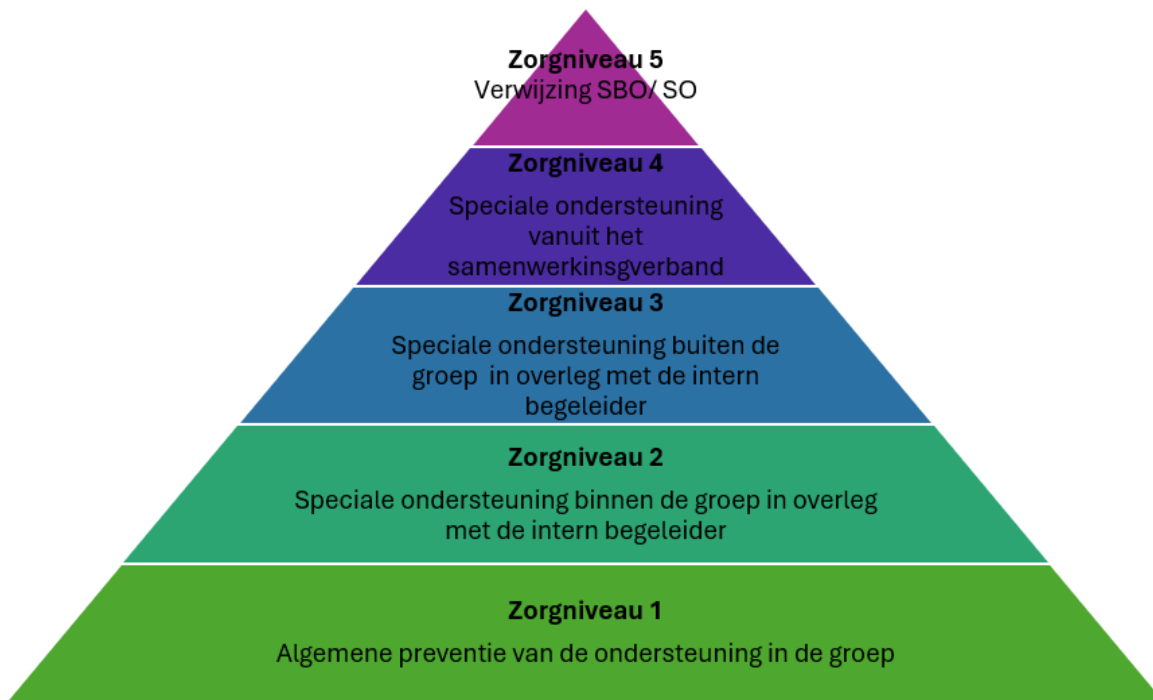 Zorgniveau 5
Verwijzing SBO/ SO
Zorgniveau 4
Speciale ondersteuning
vanuit het
samenwerkinsgverband
Zorgniveau 3
Speciale ondersteuning buiten de
groep  in overleg met de intern
begeleider
Zorgniveau 2
Speciale ondersteuning binnen de groep in overleg
met de intern begeleider
Zorgniveau 1
Algemene preventie van de ondersteuning in de groep